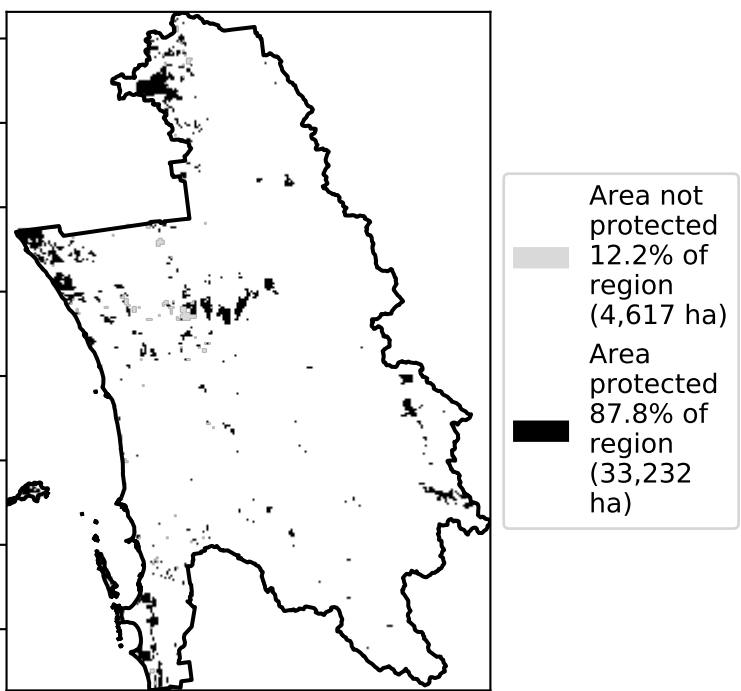 Area not
protected
12.2% of
region
(4,617 ha)
Area
protected
87.8% of
region
(33,232
ha)